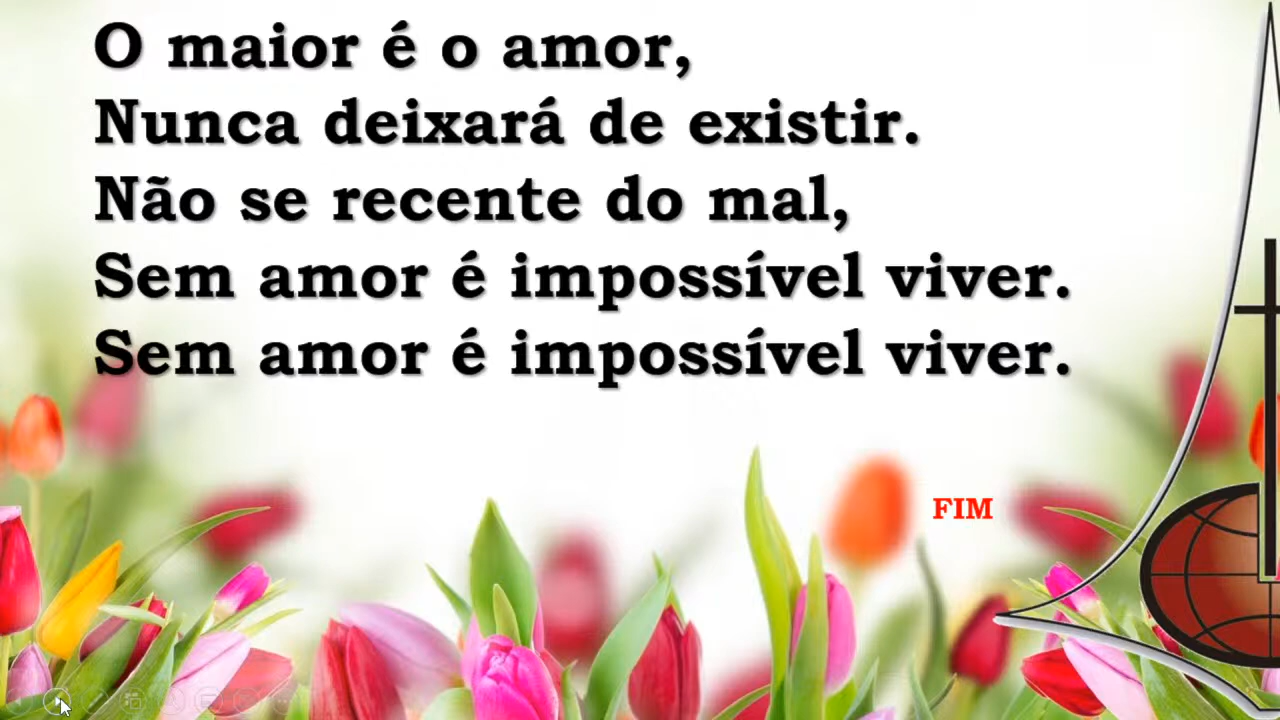 O maior é o amor,
Nunca deixará de existir.
Não se recente do mal,
Sem amor é impossível viver.
Sem amor é impossível viver.
FIM